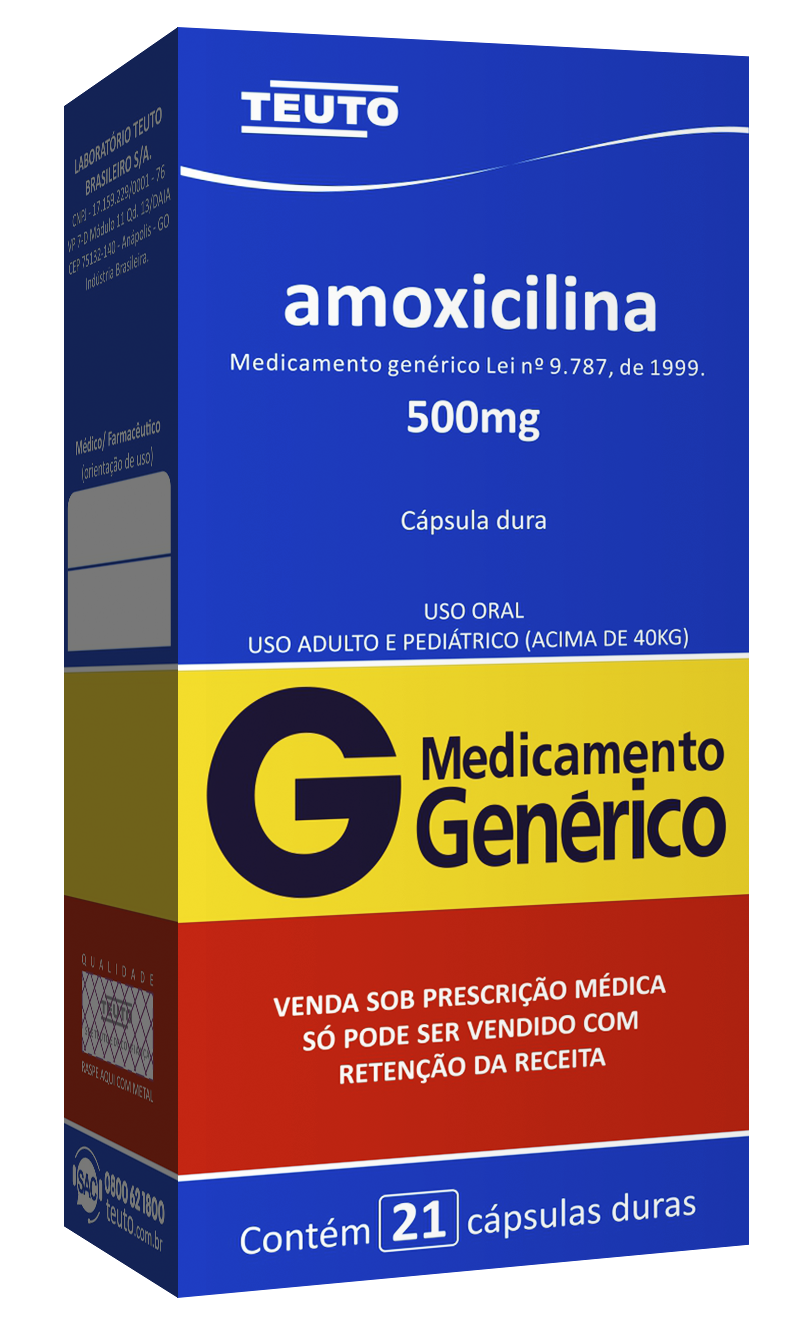 TEUTO
amoxicilina
Medicamento genérico Lei nº 9.787, de 1999.
500mg
Cápsula dura
USO ORAL
USO ADULTO E PEDIÁTRICO (ACIMA DE 40KG)
G
Medicamento
Genérico
VENDA SOB PRESCRIÇÃO MÉDICA
SÓ PODE SER VENDIDO COM
RETENÇÃO DA RECEITA
Contém 21 cápsulas duras
LABORATÓRIO TEUTO
BRASILEIRO S/A.
CNPJ - 17.159.229/0001 - 76
VP 7-D Módulo 11 Qd. 13/DAIA
CEP 75132-140 - Anápolis - GO
Indústria Brasileira.
Médico/ Farmacêutico
(orientação de uso)
QUALIDADE
TEUTO
RASPE AQUI COM METAL
SAC
0800 621800
teuto.com.br